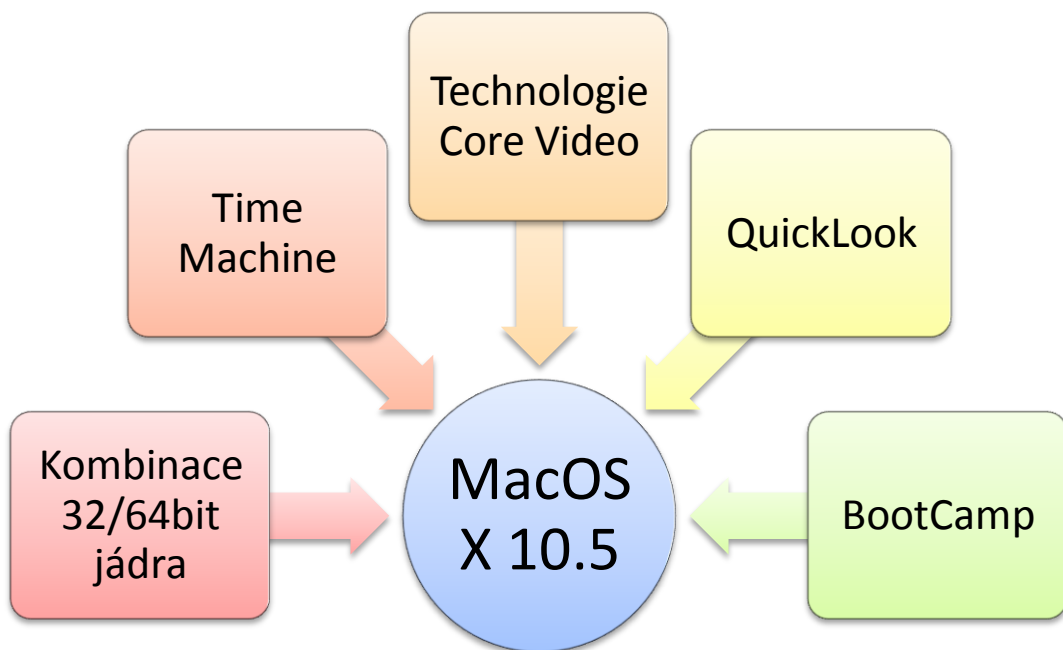 Technologie
Core Video
Time
Machine
QuickLook
Kombinace
32/64bit
jádra
MacOS
X 10.5
BootCamp